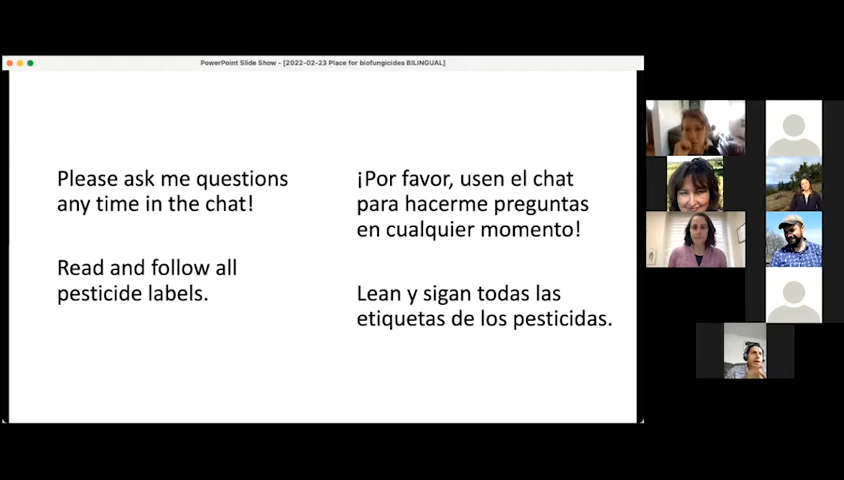 PowerPoint Slide Show - [2022-02-23 Place for biofungicides BILINGUAL]
Please ask me questions
any time in the chat!
Read and follow all
pesticide labels.
¡Por favor, usen el chat
para hacerme preguntas
en cualquier momento!
Lean y sigan todas las
etiquetas de los pesticidas.